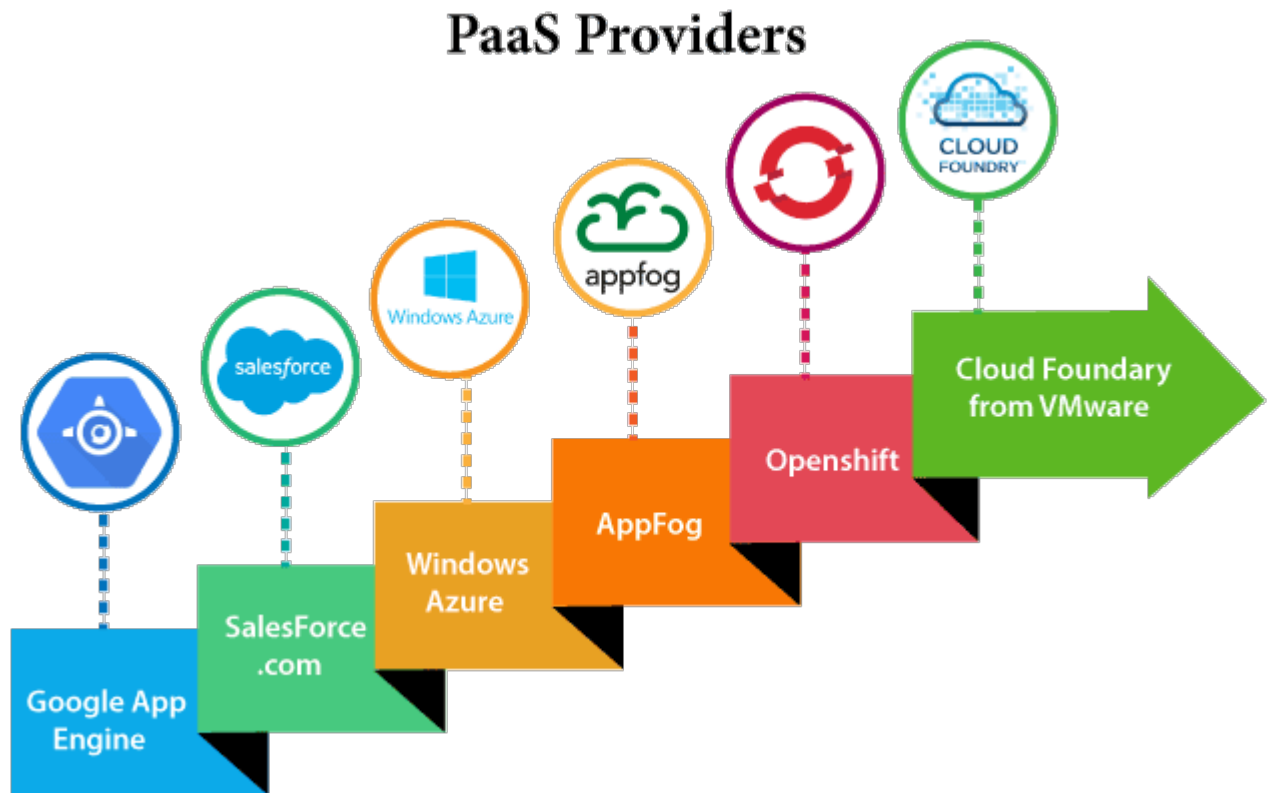 PaaS Providers
CLOUD
FOUNDRY™
appfog
Windows Azure
salesforce
Cloud Foundary
from VMware
Openshift
AppFog
Windows
Azure
SalesForce
.com
Google App
Engine